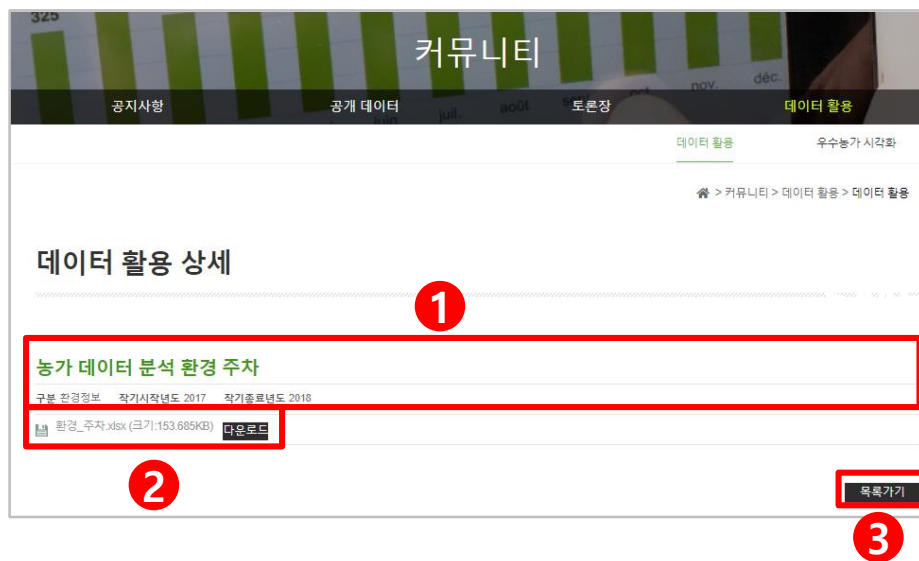 325
커뮤니티
juin juil. août sept. oct. nov. déc.
공지사항 공개 데이터 토론장 데이터 활용
데이터 활용 우수농가 시각화
> 커뮤니티 > 데이터 활용 > 데이터 활용
데이터 활용 상세
1
농가 데이터 분석 환경 주차
구분 환경정보 작기시작년도 2017 작기종료년도 2018
환경_주차.xlsx (크기:153.685KB) 다운로드
2
목록가기
3